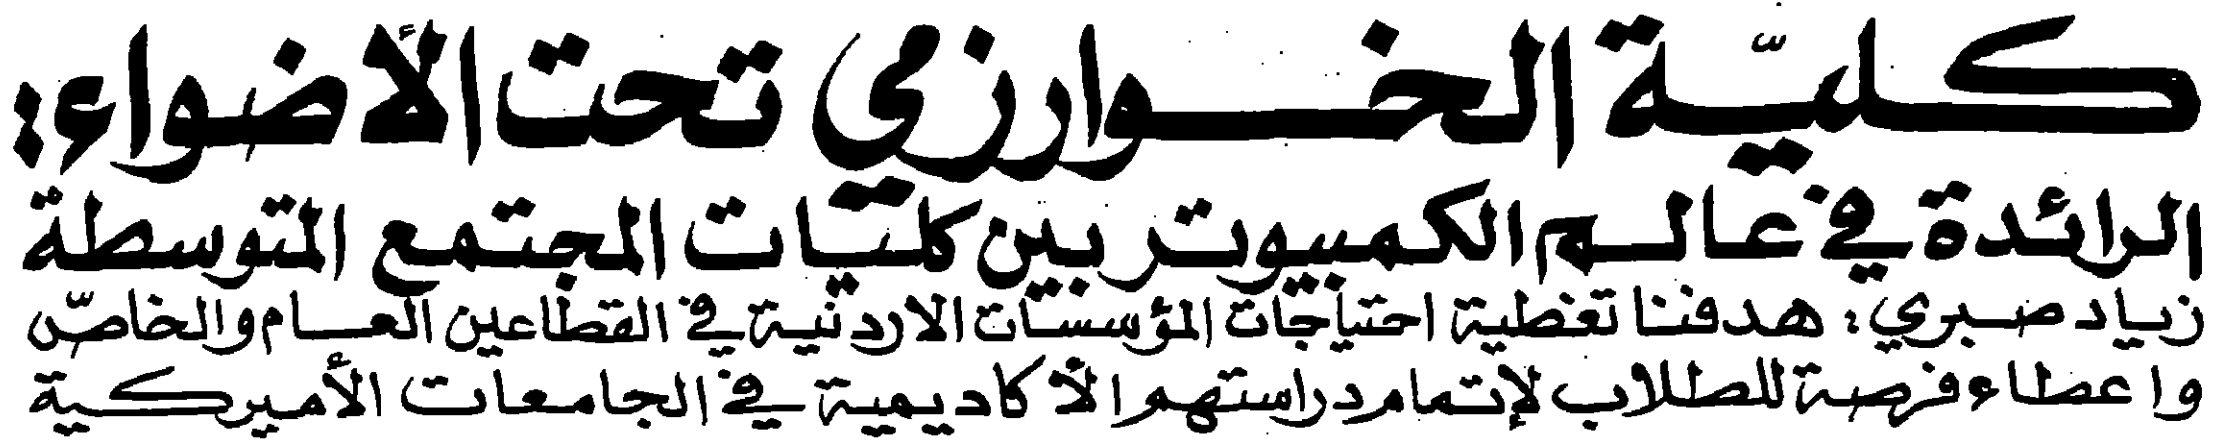 كليّة الخوارزمي تحت الأضواء:
الرائدة في عالم الكمبيوتر بين كليات المجتمع المتوسطة
زياد صبري: هدفنا تغطية احتياجات المؤسسات الاردنية في القطاعين العام والخاصّ
واعطاء فرصة للطلاب لإتمام دراستهم الأكاديمية في الجامعات الأميركية